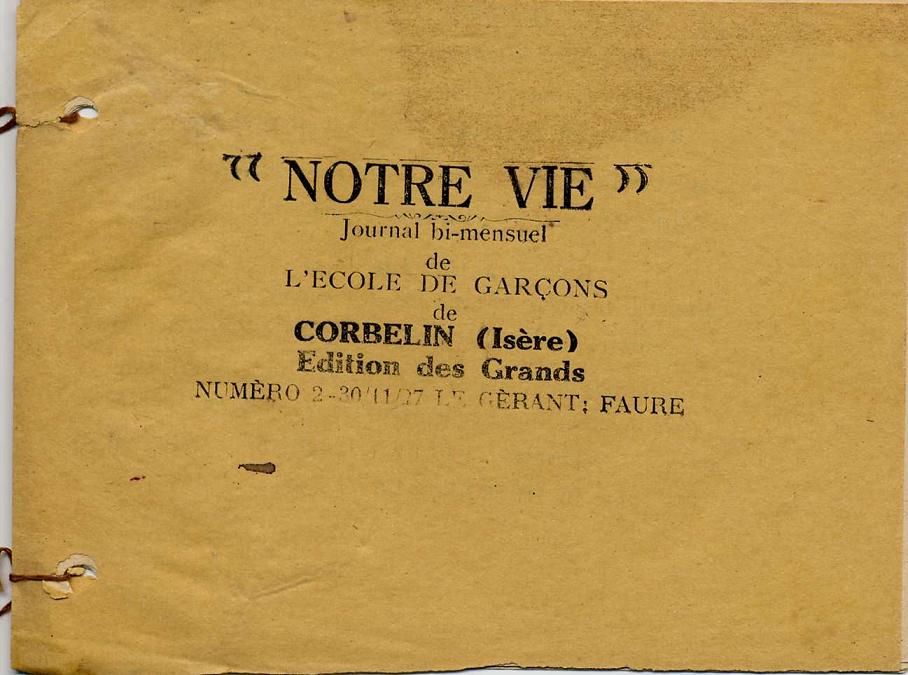 " NOTRE VIE "
Journal bi-mensuel
de
L'ECOLE DE GARÇONS
de
CORBELIN (Isère)
Edition des Grands
NUMÈRO 2-30/11/27 LE GÈRANT; FAURE